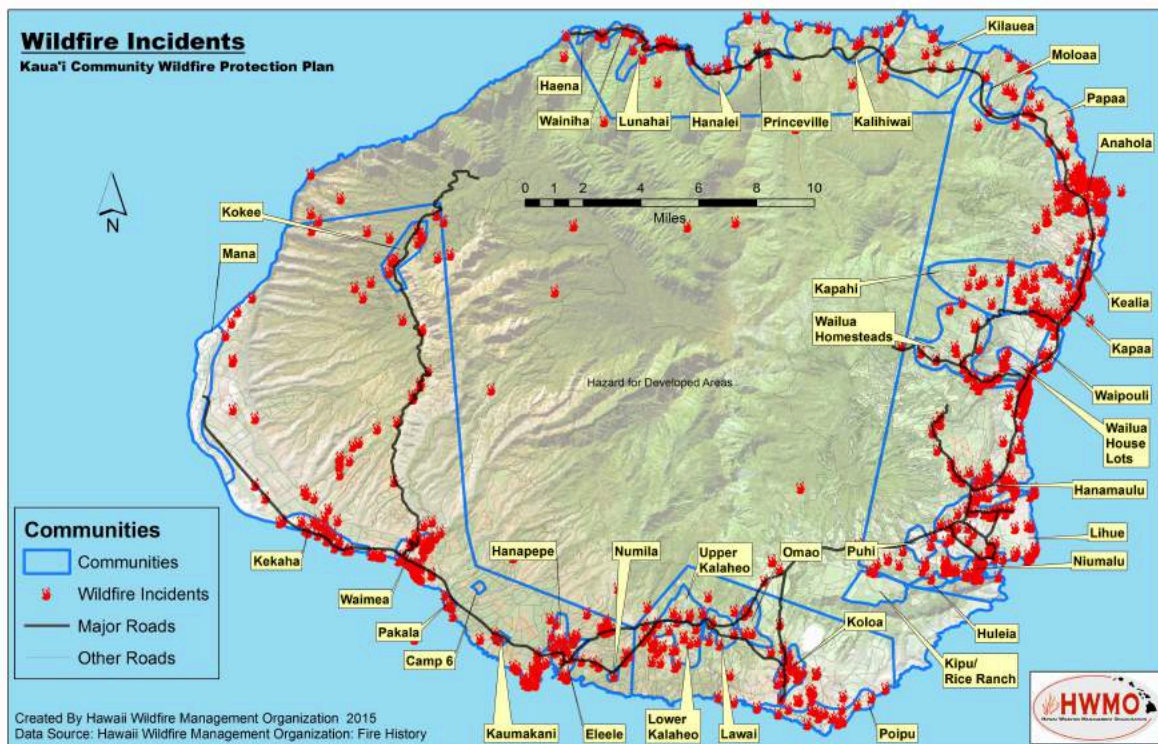 Wildfire Incidents
Kaua'i Community Wildfire Protection Plan
Kilauea
Moloaa
Haena
Papaa
Wainiha
Lunahai
Hanalei
Princeville
Kalihiwai
Anahola
N
0 1 2 4 6 8 10
Miles
Kokee
Mana
Kapahi
Kealia
Wailua
Homesteads
Kapaa
Hazard for Developed Areas
Waipouli
Wailua
House
Lots
Hanamaulu
Communities
Communities
Wildfire Incidents
Major Roads
Other Roads
Kekaha
Hanapepe
Numila
Upper
Kalaheo
Omao
Puhi
Lihue
Niumalu
Waimea
Pakala
Camp 6
Koloa
Huleia
Kipu/
Rice Ranch
Kaumakani
Eleele
Lower
Kalaheo
Lawai
Poipu
HWMO
Hawaii Wildfire Management Organization
Created By Hawaii Wildfire Management Organization 2015
Data Source: Hawaii Wildfire Management Organization: Fire History